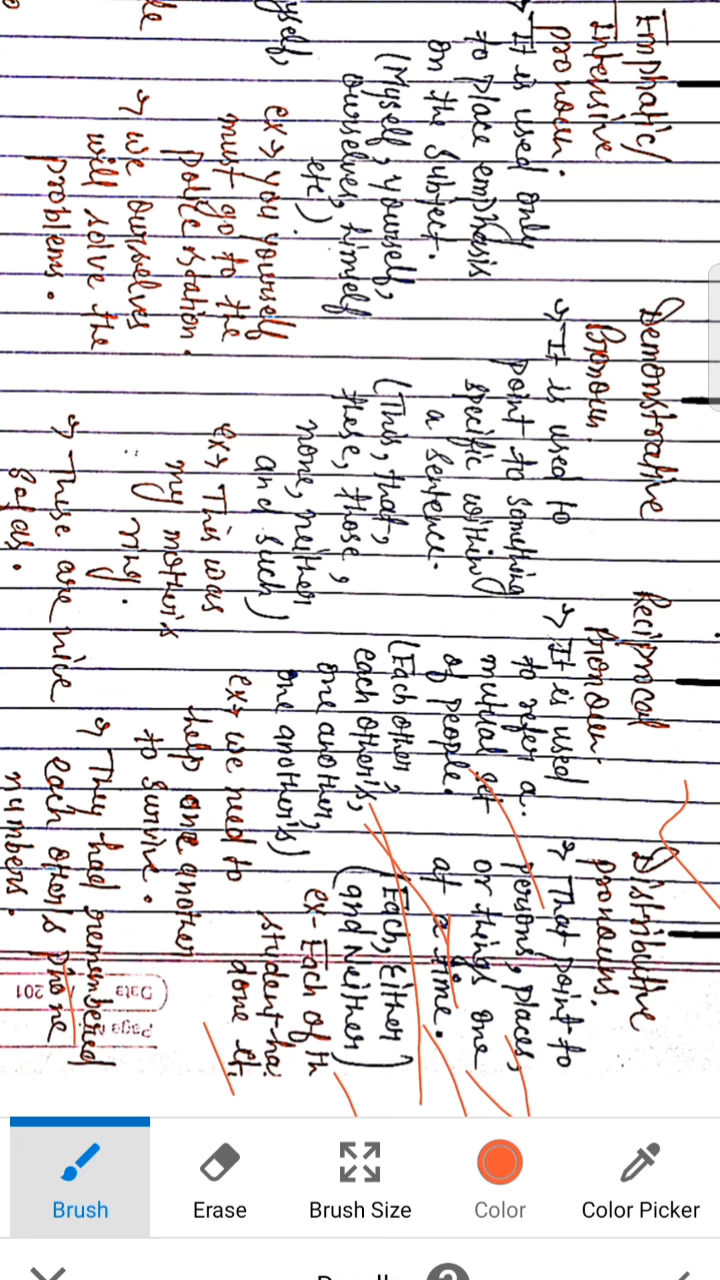 Emphatic/
Intensive
pronoun.
→ It is used only
to place emphasis
on the subject.
(Myself, yourself,
ourselves, himself
etc).
ex→ you yourself
must go to the
police station.
→ we ourselves
will solve the
problems.
Demonstrative
Pronoun.
→ It is used to
point to something
specific within
a sentence.
(This, that,
these, those,
none, neither
and such)
ex→ This was
my mother's
ring.
→ These are nice
Sofas.
Reciprocal
pronoun.
→ It is used
to refer a
mutual set
of people.
(Each other,
each other's,
one another,
one another's)
ex→ we need to
help one another
to survive.
→ They had remembered
each other's phone
numbers.
Distributive
pronouns.
→ That point to
persons, places,
or things one
at a time.
(Each, Either
and Neither)
ex- Each of th
student ha
done
Page
Date
201
Brush
Erase
Brush Size
Color
Color Picker